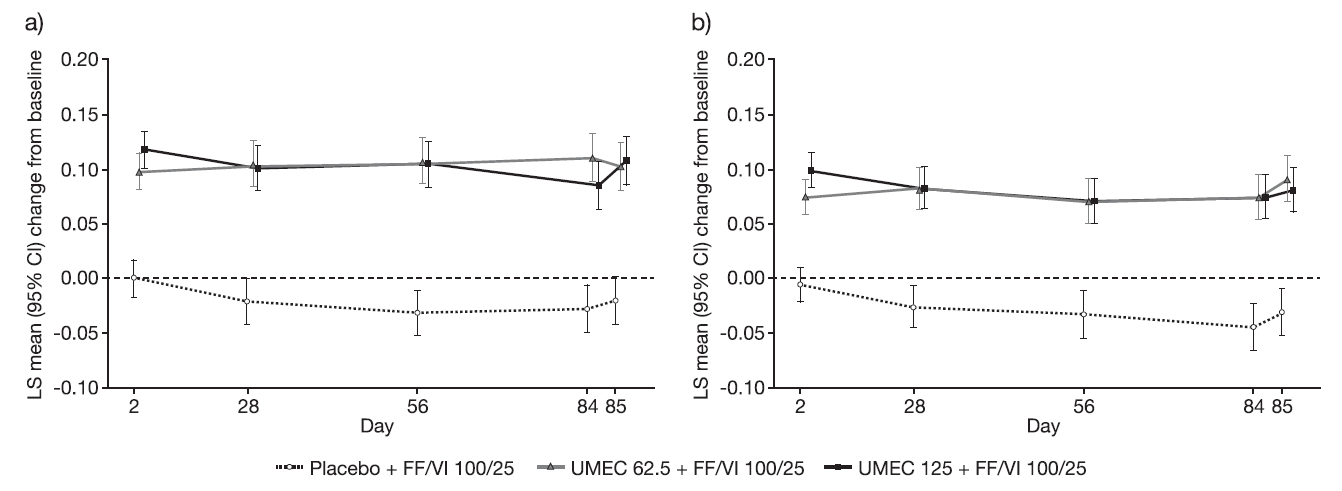 a)
LS mean (95% CI) change from baseline
0.20
0.15
0.10
0.05
0.00
-0.05
-0.10
2 28 56 84 85
Day
b)
LS mean (95% CI) change from baseline
0.20
0.15
0.10
0.05
0.00
-0.05
-0.10
2 28 56 84 85
Day
Placebo + FF/VI 100/25 UMEC 62.5 + FF/VI 100/25 UMEC 125 + FF/VI 100/25